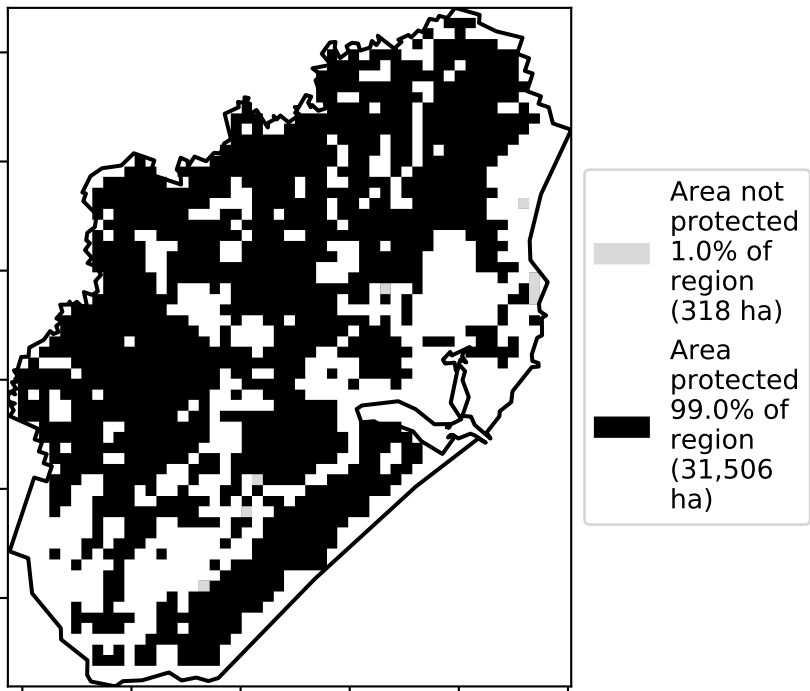 Area not
protected
1.0% of
region
(318 ha)
Area
protected
99.0% of
region
(31,506
ha)